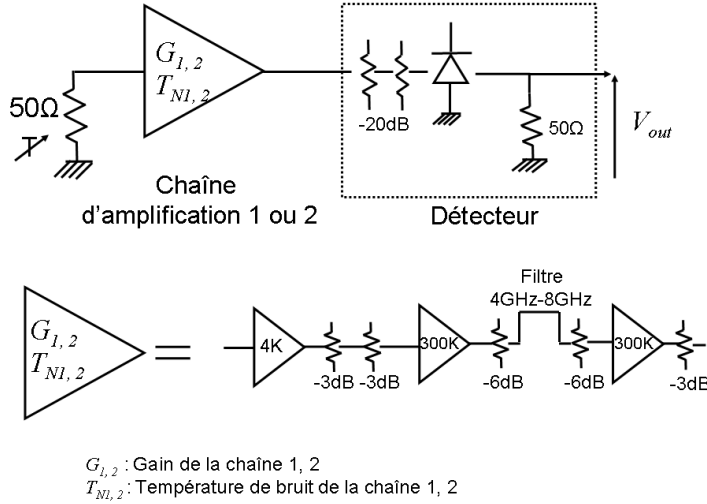 G1, 2
TN1, 2
50Ω
T
-20dB
50Ω
Vout
Chaîne
d'amplification 1 ou 2
Détecteur
Filtre
4GHz-8GHz
G1, 2
TN1, 2
4K
300K
300K
-3dB
-3dB
-6dB
-6dB
-3dB
G1, 2 : Gain de la chaîne 1, 2
TN1, 2 : Température de bruit de la chaîne 1, 2